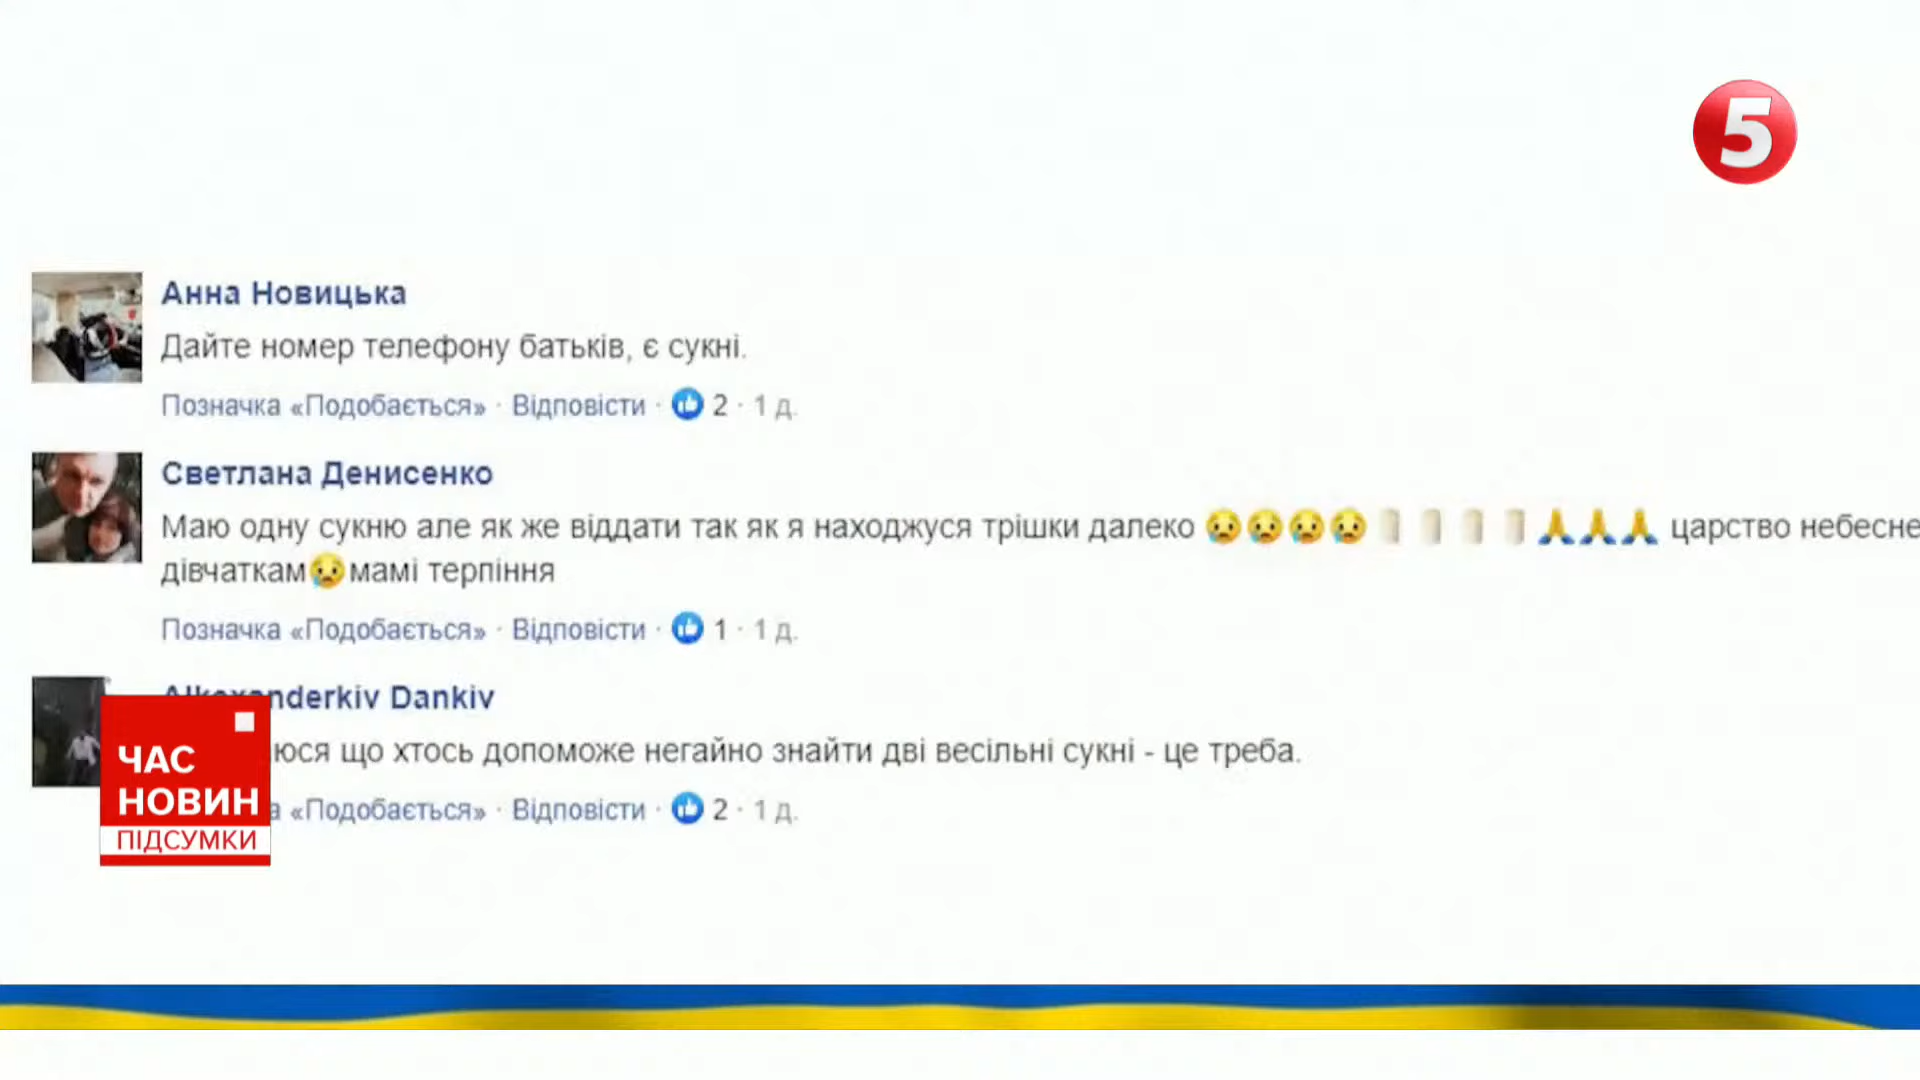 5
Анна Новицька
Дайте номер телефону батьків, є сукні.
Позначка «Подобається» · Відповісти · 2 · 1 д.
Светлана Денисенко
Маю одну сукню але як же віддати так як я находжуся трішки далеко 😢😢😢😢🕯🕯🕯🕯🙏🙏🙏 царство небесне
дівчаткам😢мамі терпіння
Позначка «Подобається» · Відповісти · 1 · 1 д.
Dankiv
що хтось допоможе негайно знайти дві весільні сукні - це треба.
«Подобається» · Відповісти · 2 · 1 д.
ЧАС
НОВИН
ПІДСУМКИ